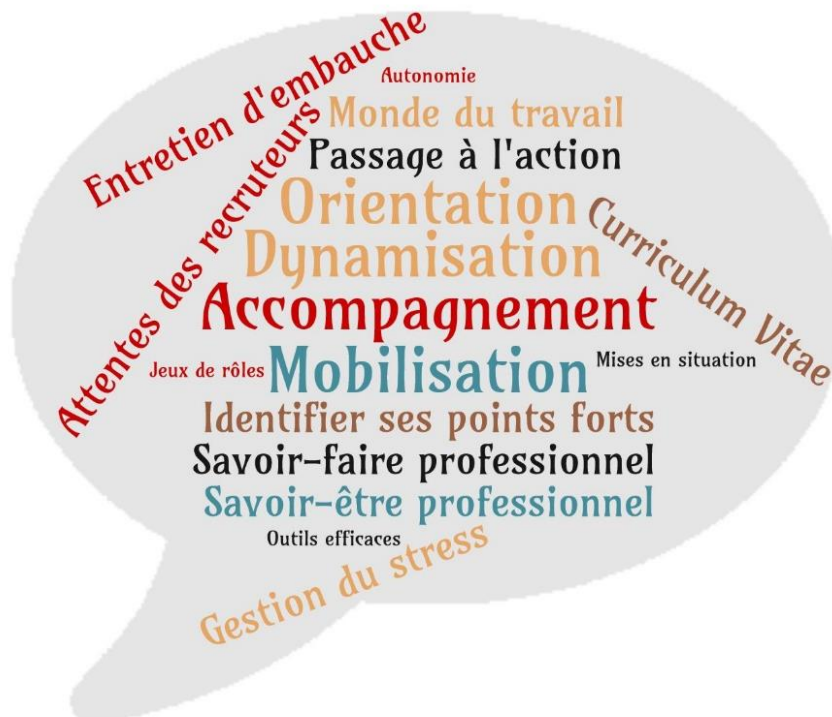 Entretien d'embauche
Autonomie
Monde du travail
Attentes des recruteurs
Passage à l'action
Orientation
Curriculum Vitae
Dynamisation
Accompagnement
Jeux de rôles
Mobilisation
Mises en situation
Identifier ses points forts
Savoir-faire professionnel
Savoir-être professionnel
Outils efficaces
Gestion du stress